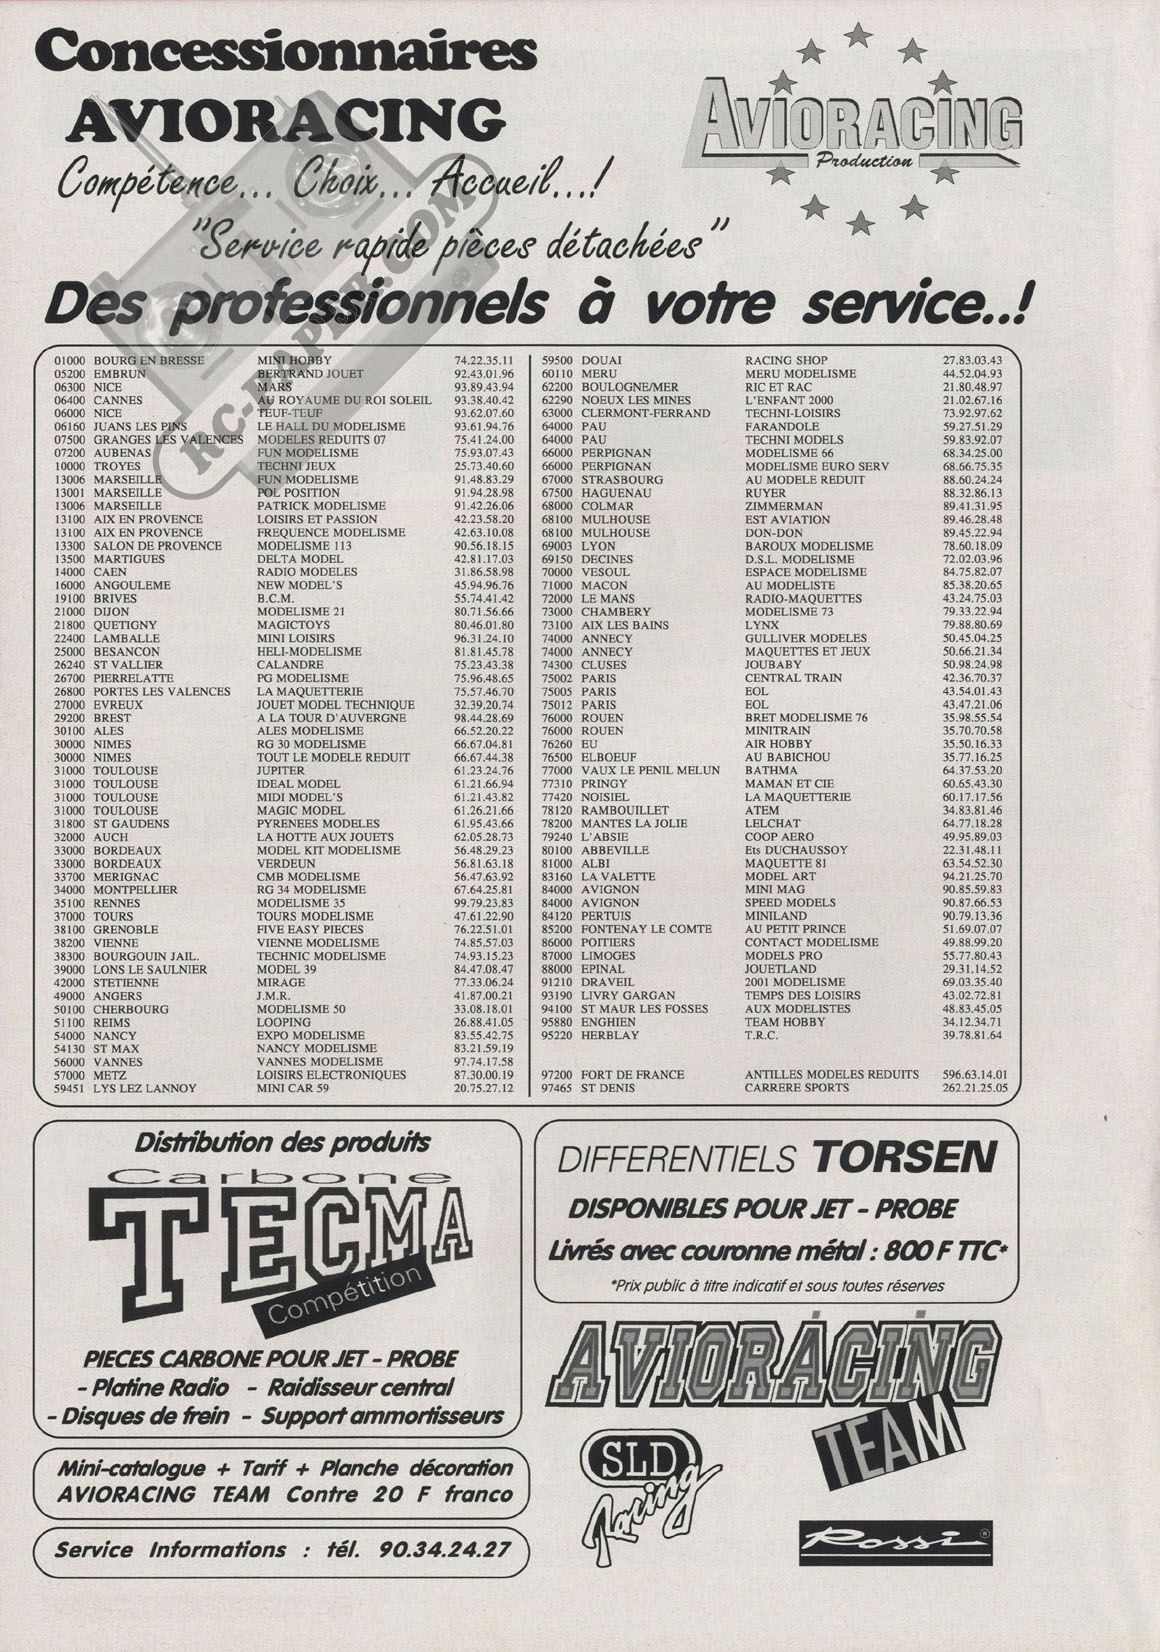 Concessionnaires
AVIORACING
Compétence... Choix... Accueil...!
"Service rapide pièces détachées"
AVIORACING
Production
Des professionnels à votre service..!
RC-PAPER.COM
01000 BOURG EN BRESSE MINI HOBBY 74.22.35.11
05200 EMBRUN BERTRAND JOUET 92.43.01.96
06300 NICE MARS 93.89.43.94
06400 CANNES AU ROYAUME DU ROI SOLEIL 93.38.40.42
06000 NICE TEUF-TEUF 93.62.07.60
06160 JUANS LES PINS LE HALL DU MODELISME 93.61.94.76
07500 GRANGES LES VALENCES MODELES REDUITS 07 75.41.24.00
07200 AUBENAS FUN MODELISME 75.93.07.43
10000 TROYES TECHNI JEUX 25.73.40.60
13006 MARSEILLE FUN MODELISME 91.48.83.29
13001 MARSEILLE POL POSITION 91.94.28.98
13006 MARSEILLE PATRICK MODELISME 91.42.26.06
13100 AIX EN PROVENCE LOISIRS ET PASSION 42.23.58.20
13100 AIX EN PROVENCE FREQUENCE MODELISME 42.63.10.08
13300 SALON DE PROVENCE MODELISME 113 90.56.18.15
13500 MARTIGUES DELTA MODEL 42.81.17.03
14000 CAEN RADIO MODELES 31.86.58.98
16000 ANGOULEME NEW MODEL'S 45.94.96.76
19100 BRIVES B.C.M. 55.74.41.42
21000 DIJON MODELISME 21 80.71.56.66
21800 QUETIGNY MAGICTOYS 80.46.01.80
22400 LAMBALLE MINI LOISIRS 96.31.24.10
25000 BESANCON HELI-MODELISME 81.81.45.78
26240 ST VALLIER CALANDRE 75.23.43.38
26700 PIERRELATTE PG MODELISME 75.96.48.65
26800 PORTES LES VALENCES LA MAQUETTERIE 75.57.46.70
27000 EVREUX JOUET MODEL TECHNIQUE 32.39.20.74
29200 BREST A LA TOUR D'AUVERGNE 98.44.28.69
30100 ALES ALES MODELISME 66.52.20.22
30000 NIMES RG 30 MODELISME 66.67.04.81
30000 NIMES TOUT LE MODELE REDUIT 66.67.44.38
31000 TOULOUSE JUPITER 61.23.24.76
31000 TOULOUSE IDEAL MODEL 61.21.66.94
31000 TOULOUSE MIDI MODEL'S 61.21.43.82
31000 TOULOUSE MAGIC MODEL 61.26.21.66
31800 ST GAUDENS PYRENEES MODELES 61.95.43.66
32000 AUCH LA HOTTE AUX JOUETS 62.05.28.73
33000 BORDEAUX MODEL KIT MODELISME 56.48.29.23
33000 BORDEAUX VERDEUN 56.81.63.18
33700 MERIGNAC CMB MODELISME 56.47.63.92
34000 MONTPELLIER RG 34 MODELISME 67.64.25.81
35100 RENNES MODELISME 35 99.79.23.83
37000 TOURS TOURS MODELISME 47.61.22.90
38100 GRENOBLE FIVE EASY PIECES 76.22.51.01
38200 VIENNE VIENNE MODELISME 74.85.57.03
38300 BOURGOUIN JAIL. TECHNIC MODELISME 74.93.15.23
39000 LONS LE SAULNIER MODEL 39 84.47.08.47
42000 STETIENNE MIRAGE 77.33.06.24
49000 ANGERS J.M.R. 41.87.00.21
50100 CHERBOURG MODELISME 50 33.08.18.01
51100 REIMS LOOPING 26.88.41.05
54000 NANCY EXPO MODELISME 83.55.42.75
54130 ST MAX NANCY MODELISME 83.21.59.19
56000 VANNES VANNES MODELISME 97.74.17.58
57000 METZ LOISIRS ELECTRONIQUES 87.30.00.19
59451 LYS LEZ LANNOY MINI CAR 59 20.75.27.12
59500 DOUAI RACING SHOP 27.83.03.43
60110 MERU MERU MODELISME 44.52.04.93
62200 BOULOGNE/MER RIC ET RAC 21.80.48.97
62290 NOEUX LES MINES L'ENFANT 2000 21.02.67.16
63000 CLERMONT-FERRAND TECHNI-LOISIRS 73.92.97.62
64000 PAU FARANDOLE 59.27.51.29
64000 PAU TECHNI MODELS 59.83.92.07
66000 PERPIGNAN MODELISME 66 68.34.25.00
66000 PERPIGNAN MODELISME EURO SERV 68.66.75.35
67000 STRASBOURG AU MODELE REDUIT 88.60.24.24
67500 HAGUENAU RUYER 88.32.86.13
68000 COLMAR ZIMMERMAN 89.41.31.95
68100 MULHOUSE EST AVIATION 89.46.28.48
68100 MULHOUSE DON-DON 89.45.22.94
69003 LYON BAROUX MODELISME 78.60.18.09
69150 DECINES D.S.L. MODELISME 72.02.03.96
70000 VESOUL ESPACE MODELISME 84.75.82.07
71000 MACON AU MODELISTE 85.38.20.65
72000 LE MANS RADIO-MAQUETTES 43.24.75.03
73000 CHAMBERY MODELISME 73 79.33.22.94
73100 AIX LES BAINS LYNX 79.88.80.69
74000 ANNECY GULLIVER MODELES 50.45.04.25
74000 ANNECY MAQUETTES ET JEUX 50.66.21.34
74300 CLUSES JOUBABY 50.98.24.98
75002 PARIS CENTRAL TRAIN 42.36.70.37
75005 PARIS EOL 43.54.01.43
75012 PARIS EOL 43.47.21.06
76000 ROUEN BRET MODELISME 76 35.98.55.54
76000 ROUEN MINITRAIN 35.70.70.58
76260 EU AIR HOBBY 35.50.16.33
76500 ELBOEUF AU BABICHOU 35.77.16.25
77000 VAUX LE PENIL MELUN BATHMA 64.37.53.20
77310 PRINGY MAMAN ET CIE 60.65.43.30
77420 NOISIEL LA MAQUETTERIE 60.17.17.56
78120 RAMBOUILLET ATEM 34.83.81.46
78200 MANTES LA JOLIE LELCHAT 64.77.18.28
79240 L'ABSIE COOP AERO 49.95.89.03
80100 ABBEVILLE Ets DUCHAUSSOY 22.31.48.11
81000 ALBI MAQUETTE 81 63.54.52.30
83160 LA VALETTE MODEL ART 94.21.25.70
84000 AVIGNON MINI MAG 90.85.59.83
84000 AVIGNON SPEED MODELS 90.87.66.53
84120 PERTUIS MINILAND 90.79.13.36
85200 FONTENAY LE COMTE AU PETIT PRINCE 51.69.07.07
86000 POITIERS CONTACT MODELISME 49.88.99.20
87000 LIMOGES MODELS PRO 55.77.80.43
88000 EPINAL JOUETLAND 29.31.14.52
91210 DRAVEIL 2001 MODELISME 69.03.35.40
93190 LIVRY GARGAN TEMPS DES LOISIRS 43.02.72.81
94100 ST MAUR LES FOSSES AUX MODELISTES 48.83.45.05
95880 ENGHIEN TEAM HOBBY 34.12.34.71
95220 HERBLAY T.R.C. 39.78.81.64
97200 FORT DE FRANCE ANTILLES MODELES REDUITS 596.63.14.01
97465 ST DENIS CARRERE SPORTS 262.21.25.05
Distribution des produits
Carbone
TECMA
Compétition
PIECES CARBONE POUR JET - PROBE
- Platine Radio - Raidisseur central
- Disques de frein - Support ammortisseurs
Mini-catalogue + Tarif + Planche décoration
AVIORACING TEAM Contre 20 F franco
Service Informations : tél. 90.34.24.27
DIFFERENTIELS TORSEN
DISPONIBLES POUR JET - PROBE
Livrés avec couronne métal : 800 F TTC*
*Prix public à titre indicatif et sous toutes réserves
AVIORACING
TEAM
SLD
Racing
Rossi ®